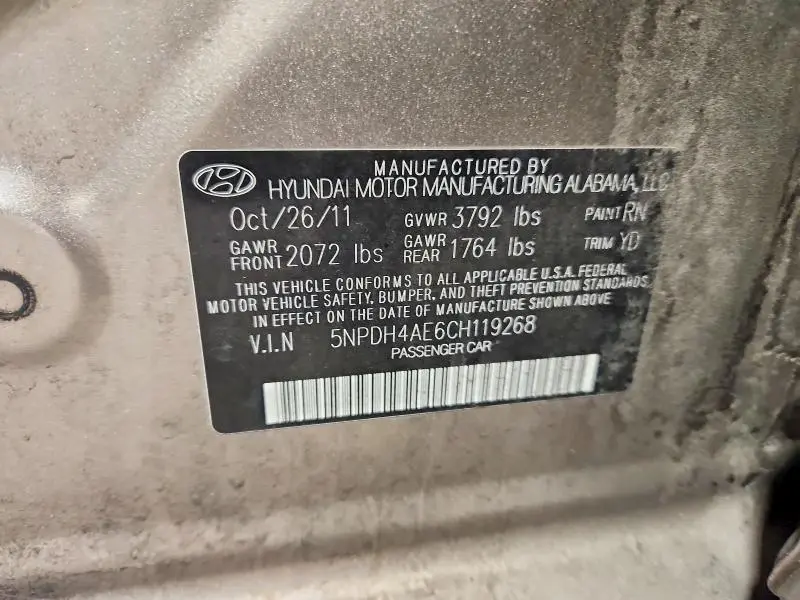 MANUFACTURED BY
HYUNDAI MOTOR MANUFACTURING ALABAMA, LLC
Oct/26/11 GVWR 3792 lbs PAINT RN
GAWR FRONT 2072 lbs GAWR REAR 1764 lbs TRIM YD
THIS VEHICLE CONFORMS TO ALL APPLICABLE U.S.A. FEDERAL
MOTOR VEHICLE SAFETY, BUMPER, AND THEFT PREVENTION STANDARDS
IN EFFECT ON THE DATE OF MANUFACTURE SHOWN ABOVE
V.I.N 5NPDH4AE6CH119268
PASSENGER CAR